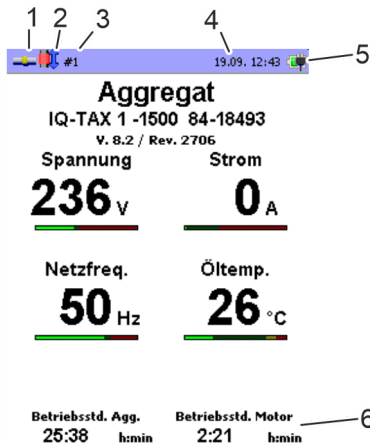 1 2 3 4
#1 19.09. 12:43 5
Aggregat
IQ-TAX 1 -1500 84-18493
V. 8.2 / Rev. 2706
Spannung Strom
236 V 0 A
Netzfreq. Öltemp.
50 Hz 26 °C
Betriebsstd. Agg. Betriebsstd. Motor 6
25:38 h:min 2:21 h:min